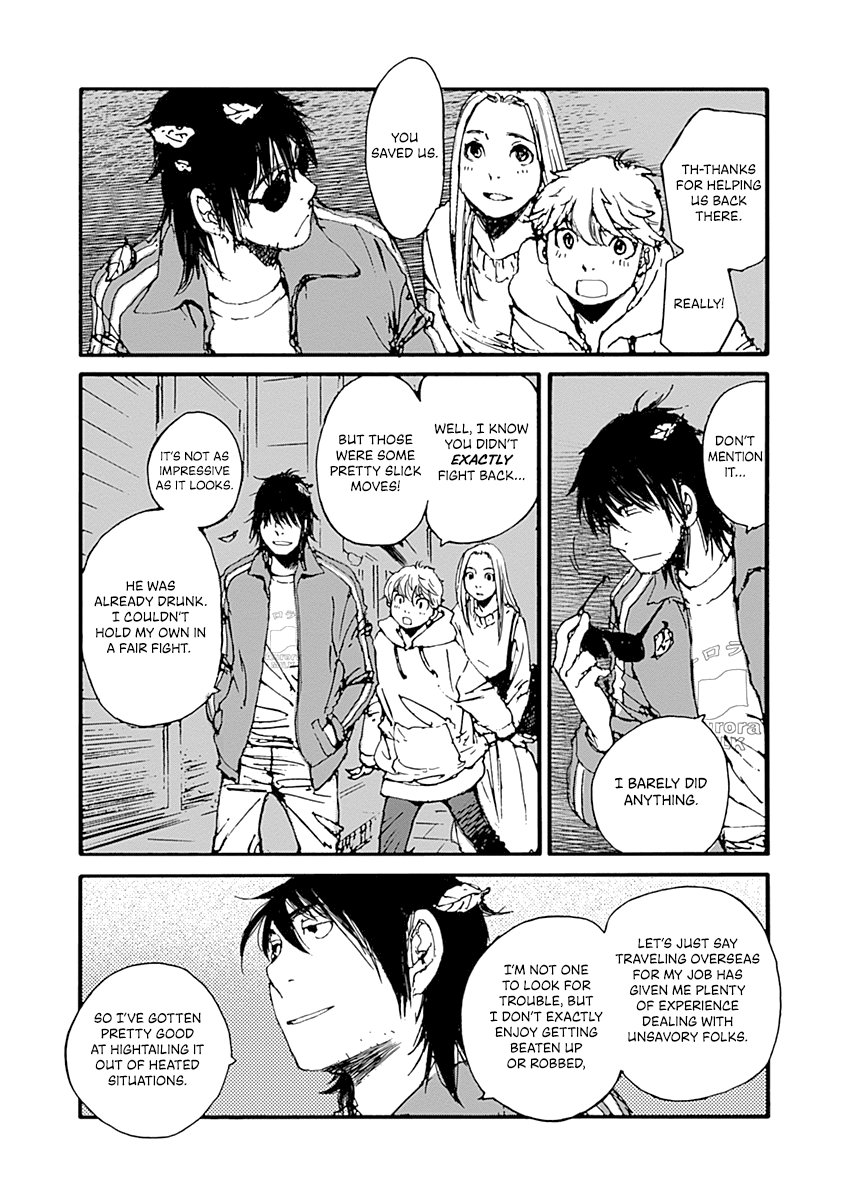 TH-THANKS
FOR HELPING
US BACK
THERE.
REALLY!
YOU
SAVED US.
DON'T
MENTION
IT...
I BARELY DID
ANYTHING.
WELL, I KNOW
YOU DIDN'T
EXACTLY
FIGHT BACK...
BUT THOSE
WERE SOME
PRETTY SLICK
MOVES!
IT'S NOT AS
IMPRESSIVE
AS IT LOOKS.
HE WAS
ALREADY DRUNK.
I COULDN'T
HOLD MY OWN IN
A FAIR FIGHT.
LET'S JUST SAY
TRAVELING OVERSEAS
FOR MY JOB HAS
GIVEN ME PLENTY
OF EXPERIENCE
DEALING WITH
UNSAVORY FOLKS.
I'M NOT ONE
TO LOOK FOR
TROUBLE, BUT
I DON'T EXACTLY
ENJOY GETTING
BEATEN UP
OR ROBBED,
SO I'VE GOTTEN
PRETTY GOOD
AT HIGHTAILING IT
OUT OF HEATED
SITUATIONS.